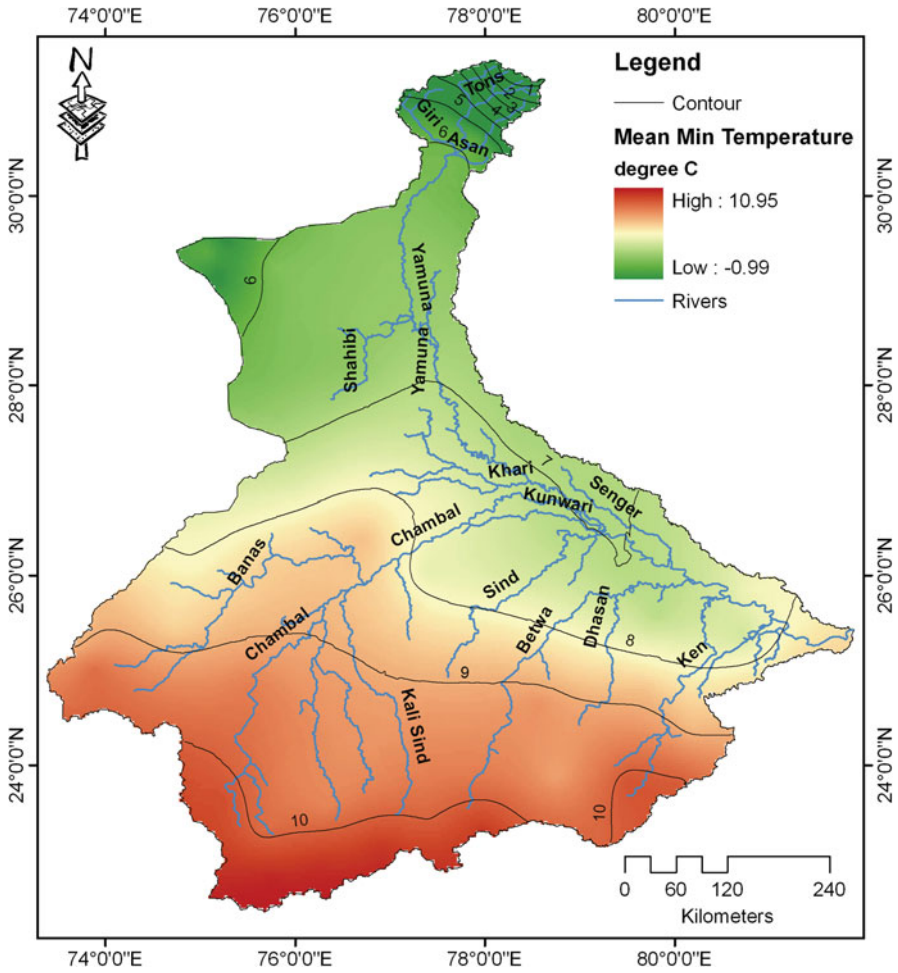 74°0'0"E 76°0'0"E 78°0'0"E 80°0'0"E
N
Legend
Contour
Mean Min Temperature
degree C
High : 10.95
Low : -0.99
Rivers
Tons
1
2
3
4
5
Giri
6
Asan
30°0'0"N 30°0'0"N
6
Yamuna
Shahibi
Yamuna
28°0'0"N 28°0'0"N
7
Khari
Senger
Kunwari
7
Chambal
Banas
26°0'0"N 26°0'0"N
Sind
Dhasan
Betwa
Chambal
8
Ken
9
Kali Sind
24°0'0"N 24°0'0"N
10
10
0 60 120 240
Kilometers
74°0'0"E 76°0'0"E 78°0'0"E 80°0'0"E